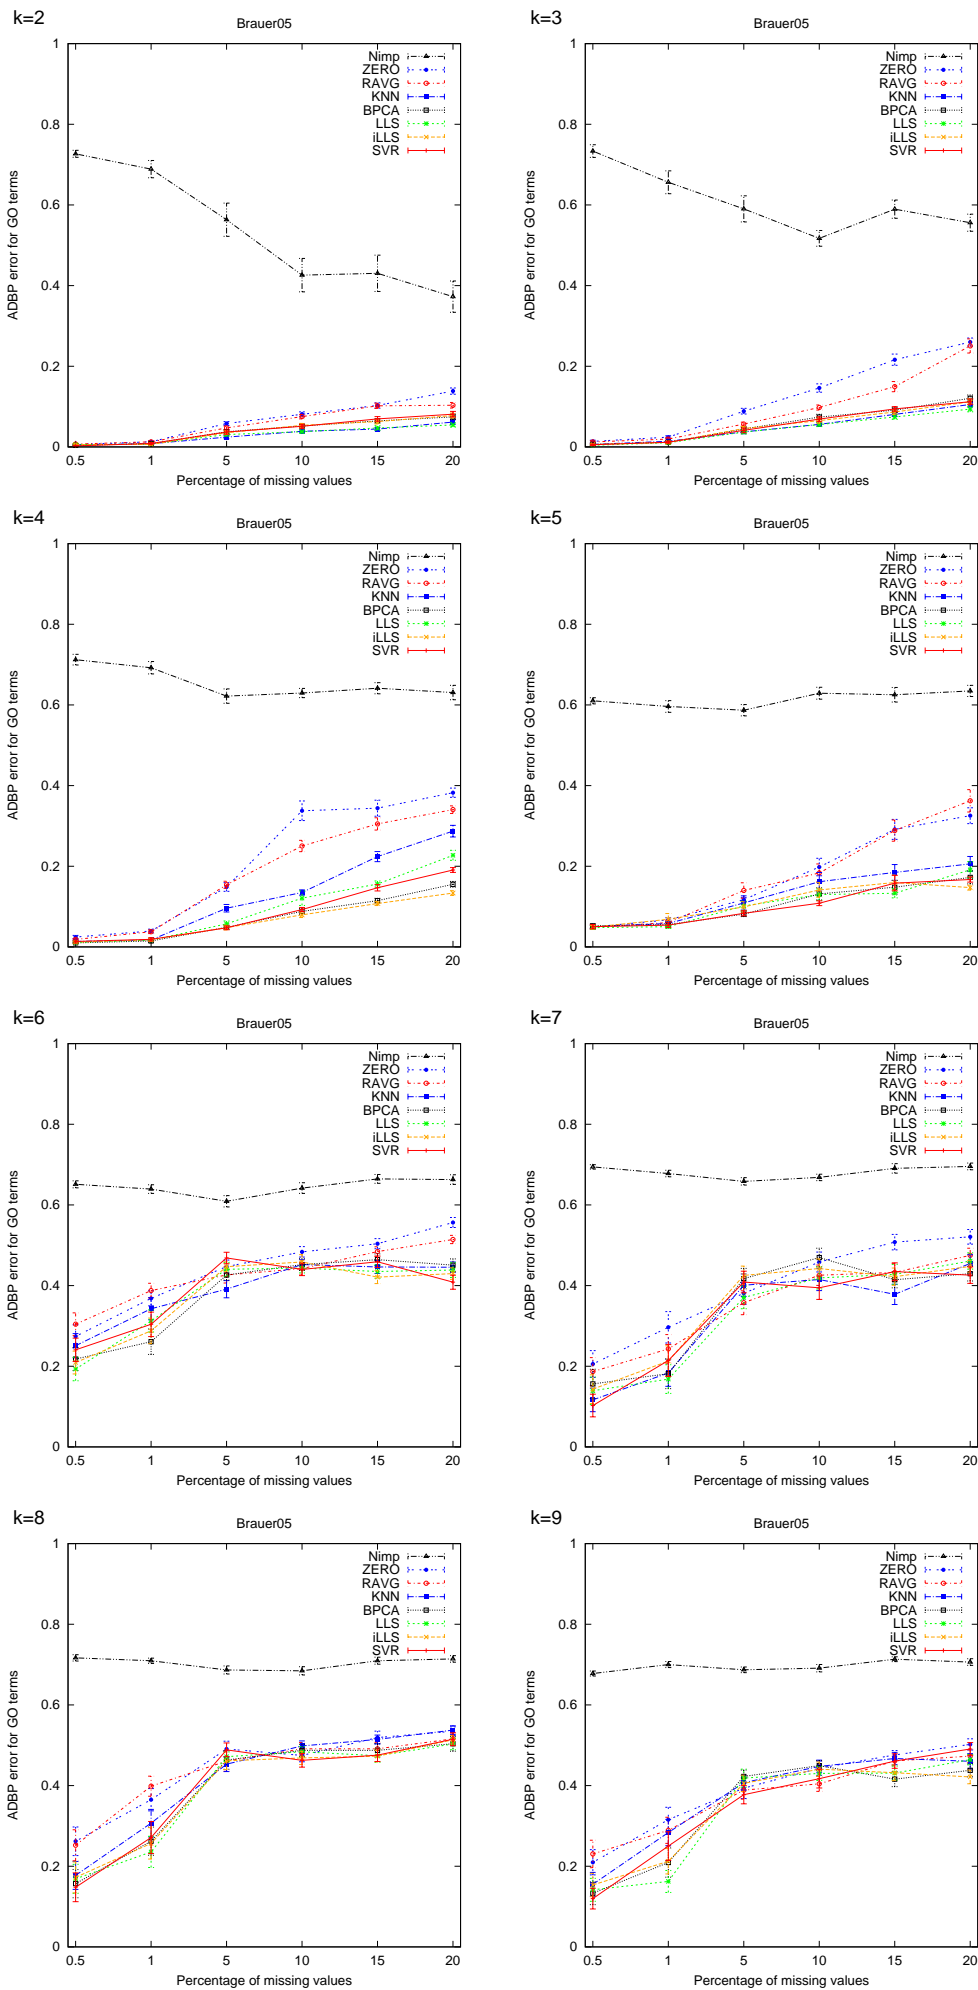 k=2
Brauer05
ADBP error for GO terms
1
0.8
0.6
0.4
0.2
0
Nimp
ZERO
RAVG
KNN
BPCA
LLS
iLLS
SVR
0.5 1 5 10 15 20
Percentage of missing values
k=3
Brauer05
ADBP error for GO terms
1
0.8
0.6
0.4
0.2
0
Nimp
ZERO
RAVG
KNN
BPCA
LLS
iLLS
SVR
0.5 1 5 10 15 20
Percentage of missing values
k=4
Brauer05
ADBP error for GO terms
1
0.8
0.6
0.4
0.2
0
Nimp
ZERO
RAVG
KNN
BPCA
LLS
iLLS
SVR
0.5 1 5 10 15 20
Percentage of missing values
k=5
Brauer05
ADBP error for GO terms
1
0.8
0.6
0.4
0.2
0
Nimp
ZERO
RAVG
KNN
BPCA
LLS
iLLS
SVR
0.5 1 5 10 15 20
Percentage of missing values
k=6
Brauer05
ADBP error for GO terms
1
0.8
0.6
0.4
0.2
0
Nimp
ZERO
RAVG
KNN
BPCA
LLS
iLLS
SVR
0.5 1 5 10 15 20
Percentage of missing values
k=7
Brauer05
ADBP error for GO terms
1
0.8
0.6
0.4
0.2
0
Nimp
ZERO
RAVG
KNN
BPCA
LLS
iLLS
SVR
0.5 1 5 10 15 20
Percentage of missing values
k=8
Brauer05
ADBP error for GO terms
1
0.8
0.6
0.4
0.2
0
Nimp
ZERO
RAVG
KNN
BPCA
LLS
iLLS
SVR
0.5 1 5 10 15 20
Percentage of missing values
k=9
Brauer05
ADBP error for GO terms
1
0.8
0.6
0.4
0.2
0
Nimp
ZERO
RAVG
KNN
BPCA
LLS
iLLS
SVR
0.5 1 5 10 15 20
Percentage of missing values